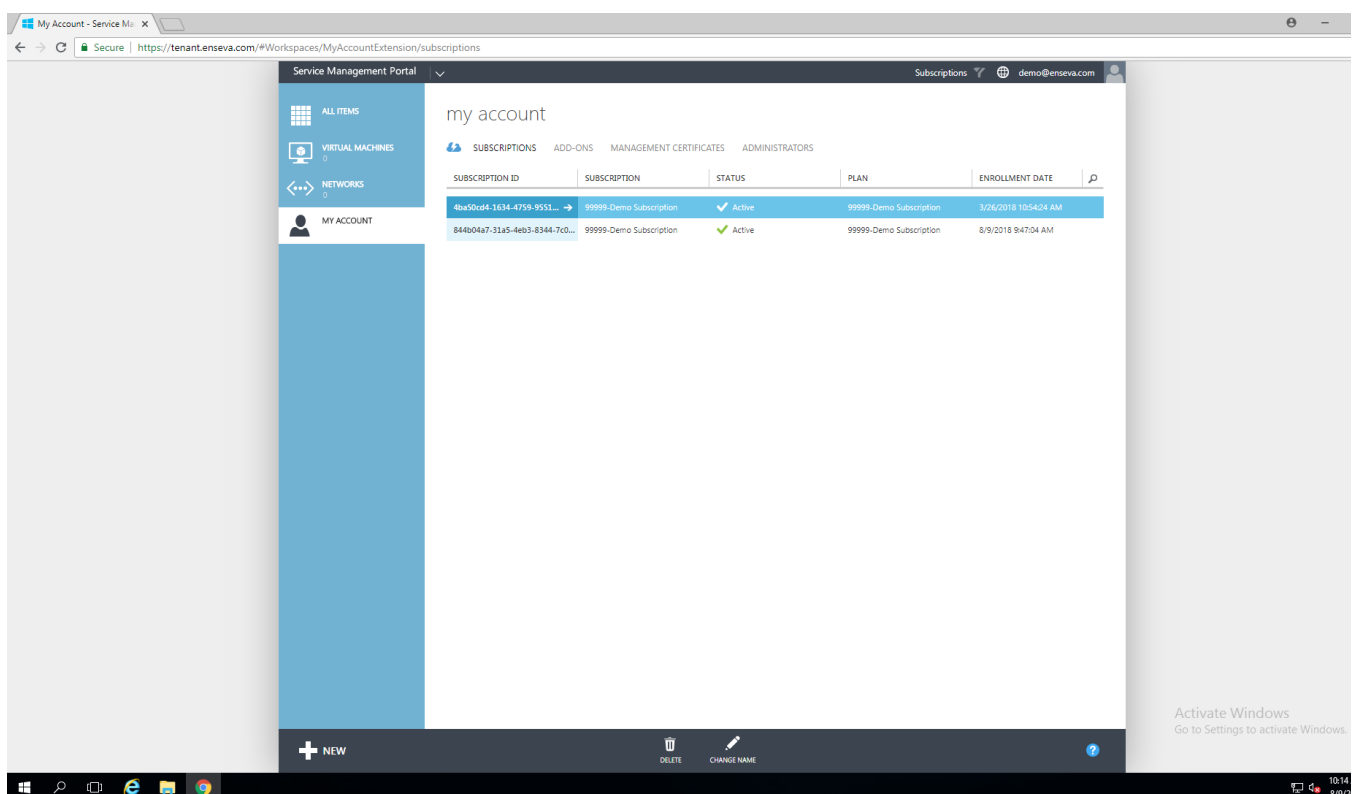 My Account - Service Ma
Secure | https://tenant.enseva.com/#Workspaces/MyAccountExtension/subscriptions
Service Management Portal
Subscriptions
demo@enseva.com
ALL ITEMS
VIRTUAL MACHINES
0
NETWORKS
0
MY ACCOUNT
my account
SUBSCRIPTIONS ADD-ONS MANAGEMENT CERTIFICATES ADMINISTRATORS
SUBSCRIPTION ID SUBSCRIPTION STATUS PLAN ENROLLMENT DATE
4ba50cd4-1634-4759-9551... 99999-Demo Subscription Active 99999-Demo Subscription 3/26/2018 10:54:24 AM
844b04a7-31a5-4eb3-8344-7c0... 99999-Demo Subscription Active 99999-Demo Subscription 8/9/2018 9:47:04 AM
Activate Windows
Go to Settings to activate Windows.
NEW
DELETE
CHANGE NAME
?
10:14